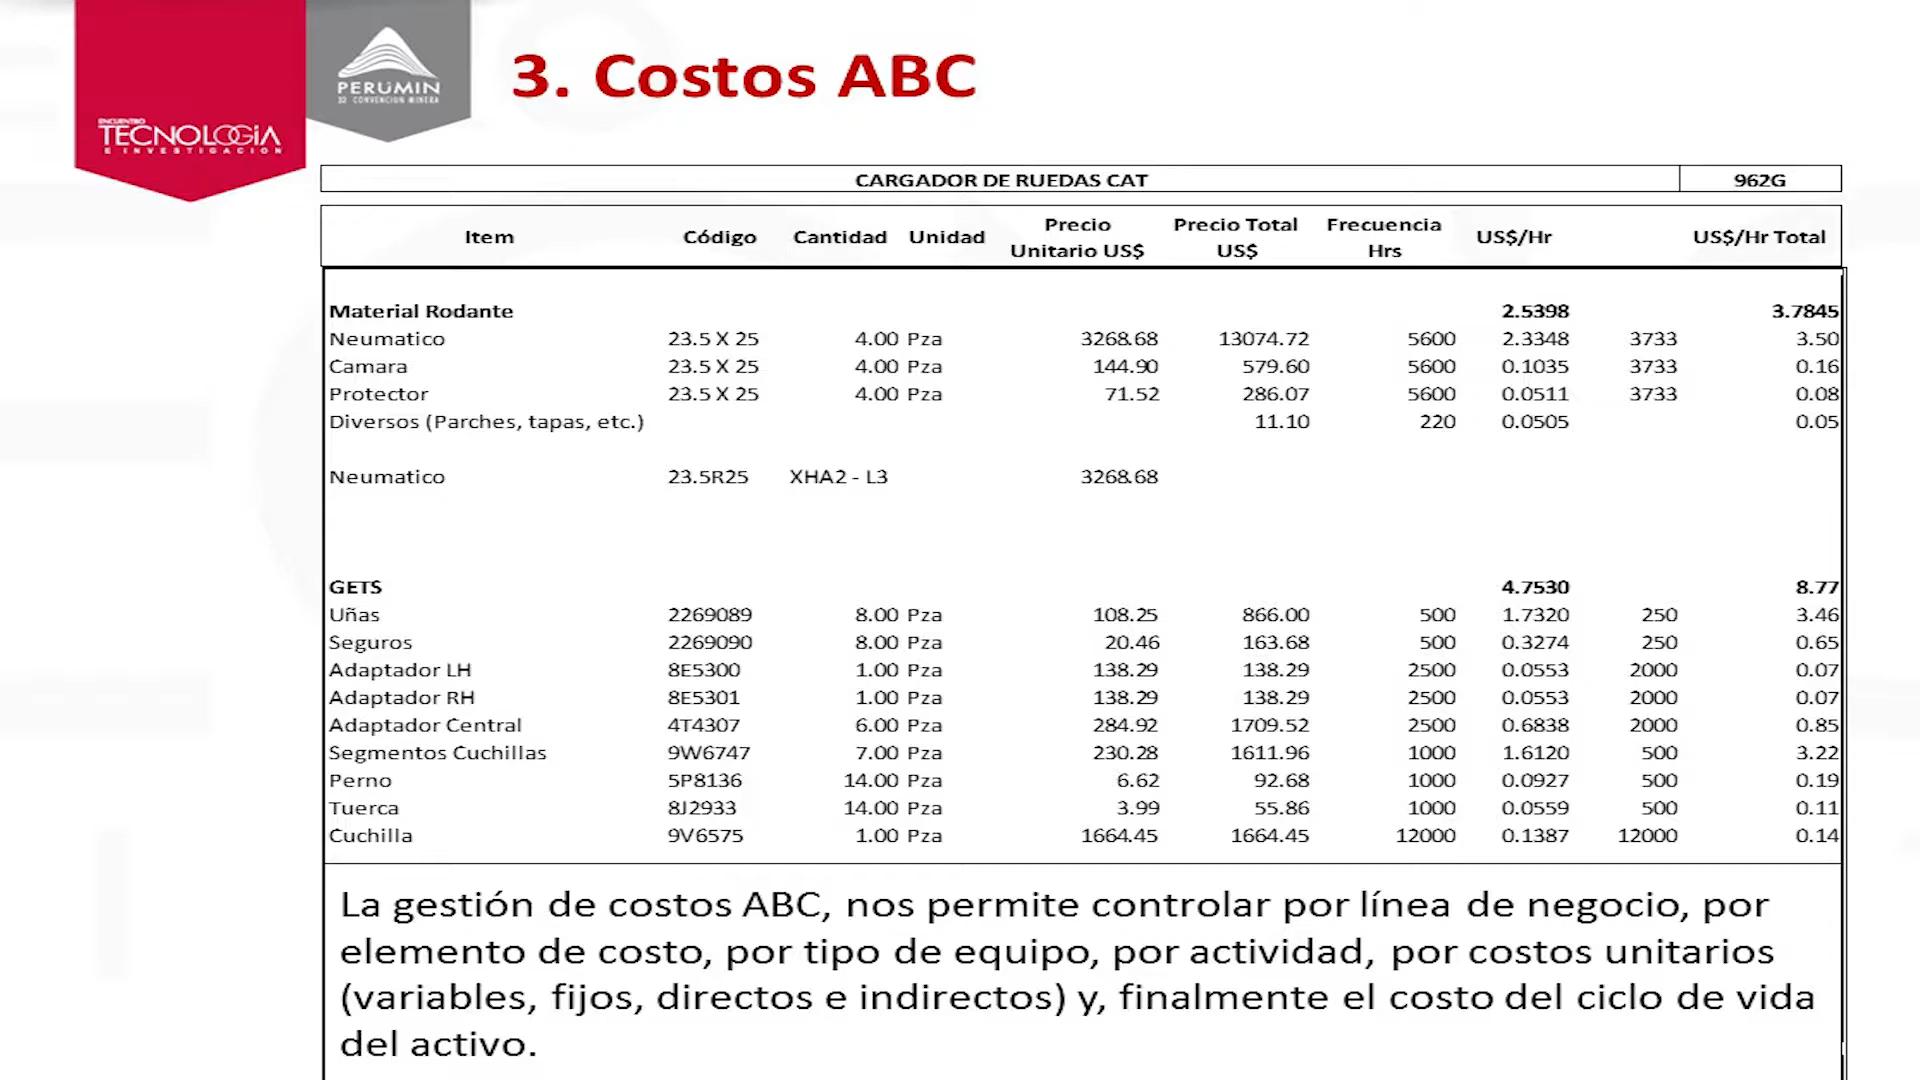 ENCUENTRO
TECNOLOGIA
E INVESTIGACION
PERUMIN
32 CONVENCION MINERA
3. Costos ABC
CARGADOR DE RUEDAS CAT 962G
Item Código Cantidad Unidad Precio Unitario US$ Precio Total US$ Frecuencia Hrs US$/Hr US$/Hr Total
Material Rodante 2.5398 3.7845
Neumatico 23.5 X 25 4.00 Pza 3268.68 13074.72 5600 2.3348 3733 3.50
Camara 23.5 X 25 4.00 Pza 144.90 579.60 5600 0.1035 3733 0.16
Protector 23.5 X 25 4.00 Pza 71.52 286.07 5600 0.0511 3733 0.08
Diversos (Parches, tapas, etc.) 11.10 220 0.0505 0.05
Neumatico 23.5R25 XHA2 - L3 3268.68
GETS 4.7530 8.77
Uñas 2269089 8.00 Pza 108.25 866.00 500 1.7320 250 3.46
Seguros 2269090 8.00 Pza 20.46 163.68 500 0.3274 250 0.65
Adaptador LH 8E5300 1.00 Pza 138.29 138.29 2500 0.0553 2000 0.07
Adaptador RH 8E5301 1.00 Pza 138.29 138.29 2500 0.0553 2000 0.07
Adaptador Central 4T4307 6.00 Pza 284.92 1709.52 2500 0.6838 2000 0.85
Segmentos Cuchillas 9W6747 7.00 Pza 230.28 1611.96 1000 1.6120 500 3.22
Perno 5P8136 14.00 Pza 6.62 92.68 1000 0.0927 500 0.19
Tuerca 8J2933 14.00 Pza 3.99 55.86 1000 0.0559 500 0.11
Cuchilla 9V6575 1.00 Pza 1664.45 1664.45 12000 0.1387 12000 0.14
La gestión de costos ABC, nos permite controlar por línea de negocio, por
elemento de costo, por tipo de equipo, por actividad, por costos unitarios
(variables, fijos, directos e indirectos) y, finalmente el costo del ciclo de vida
del activo.